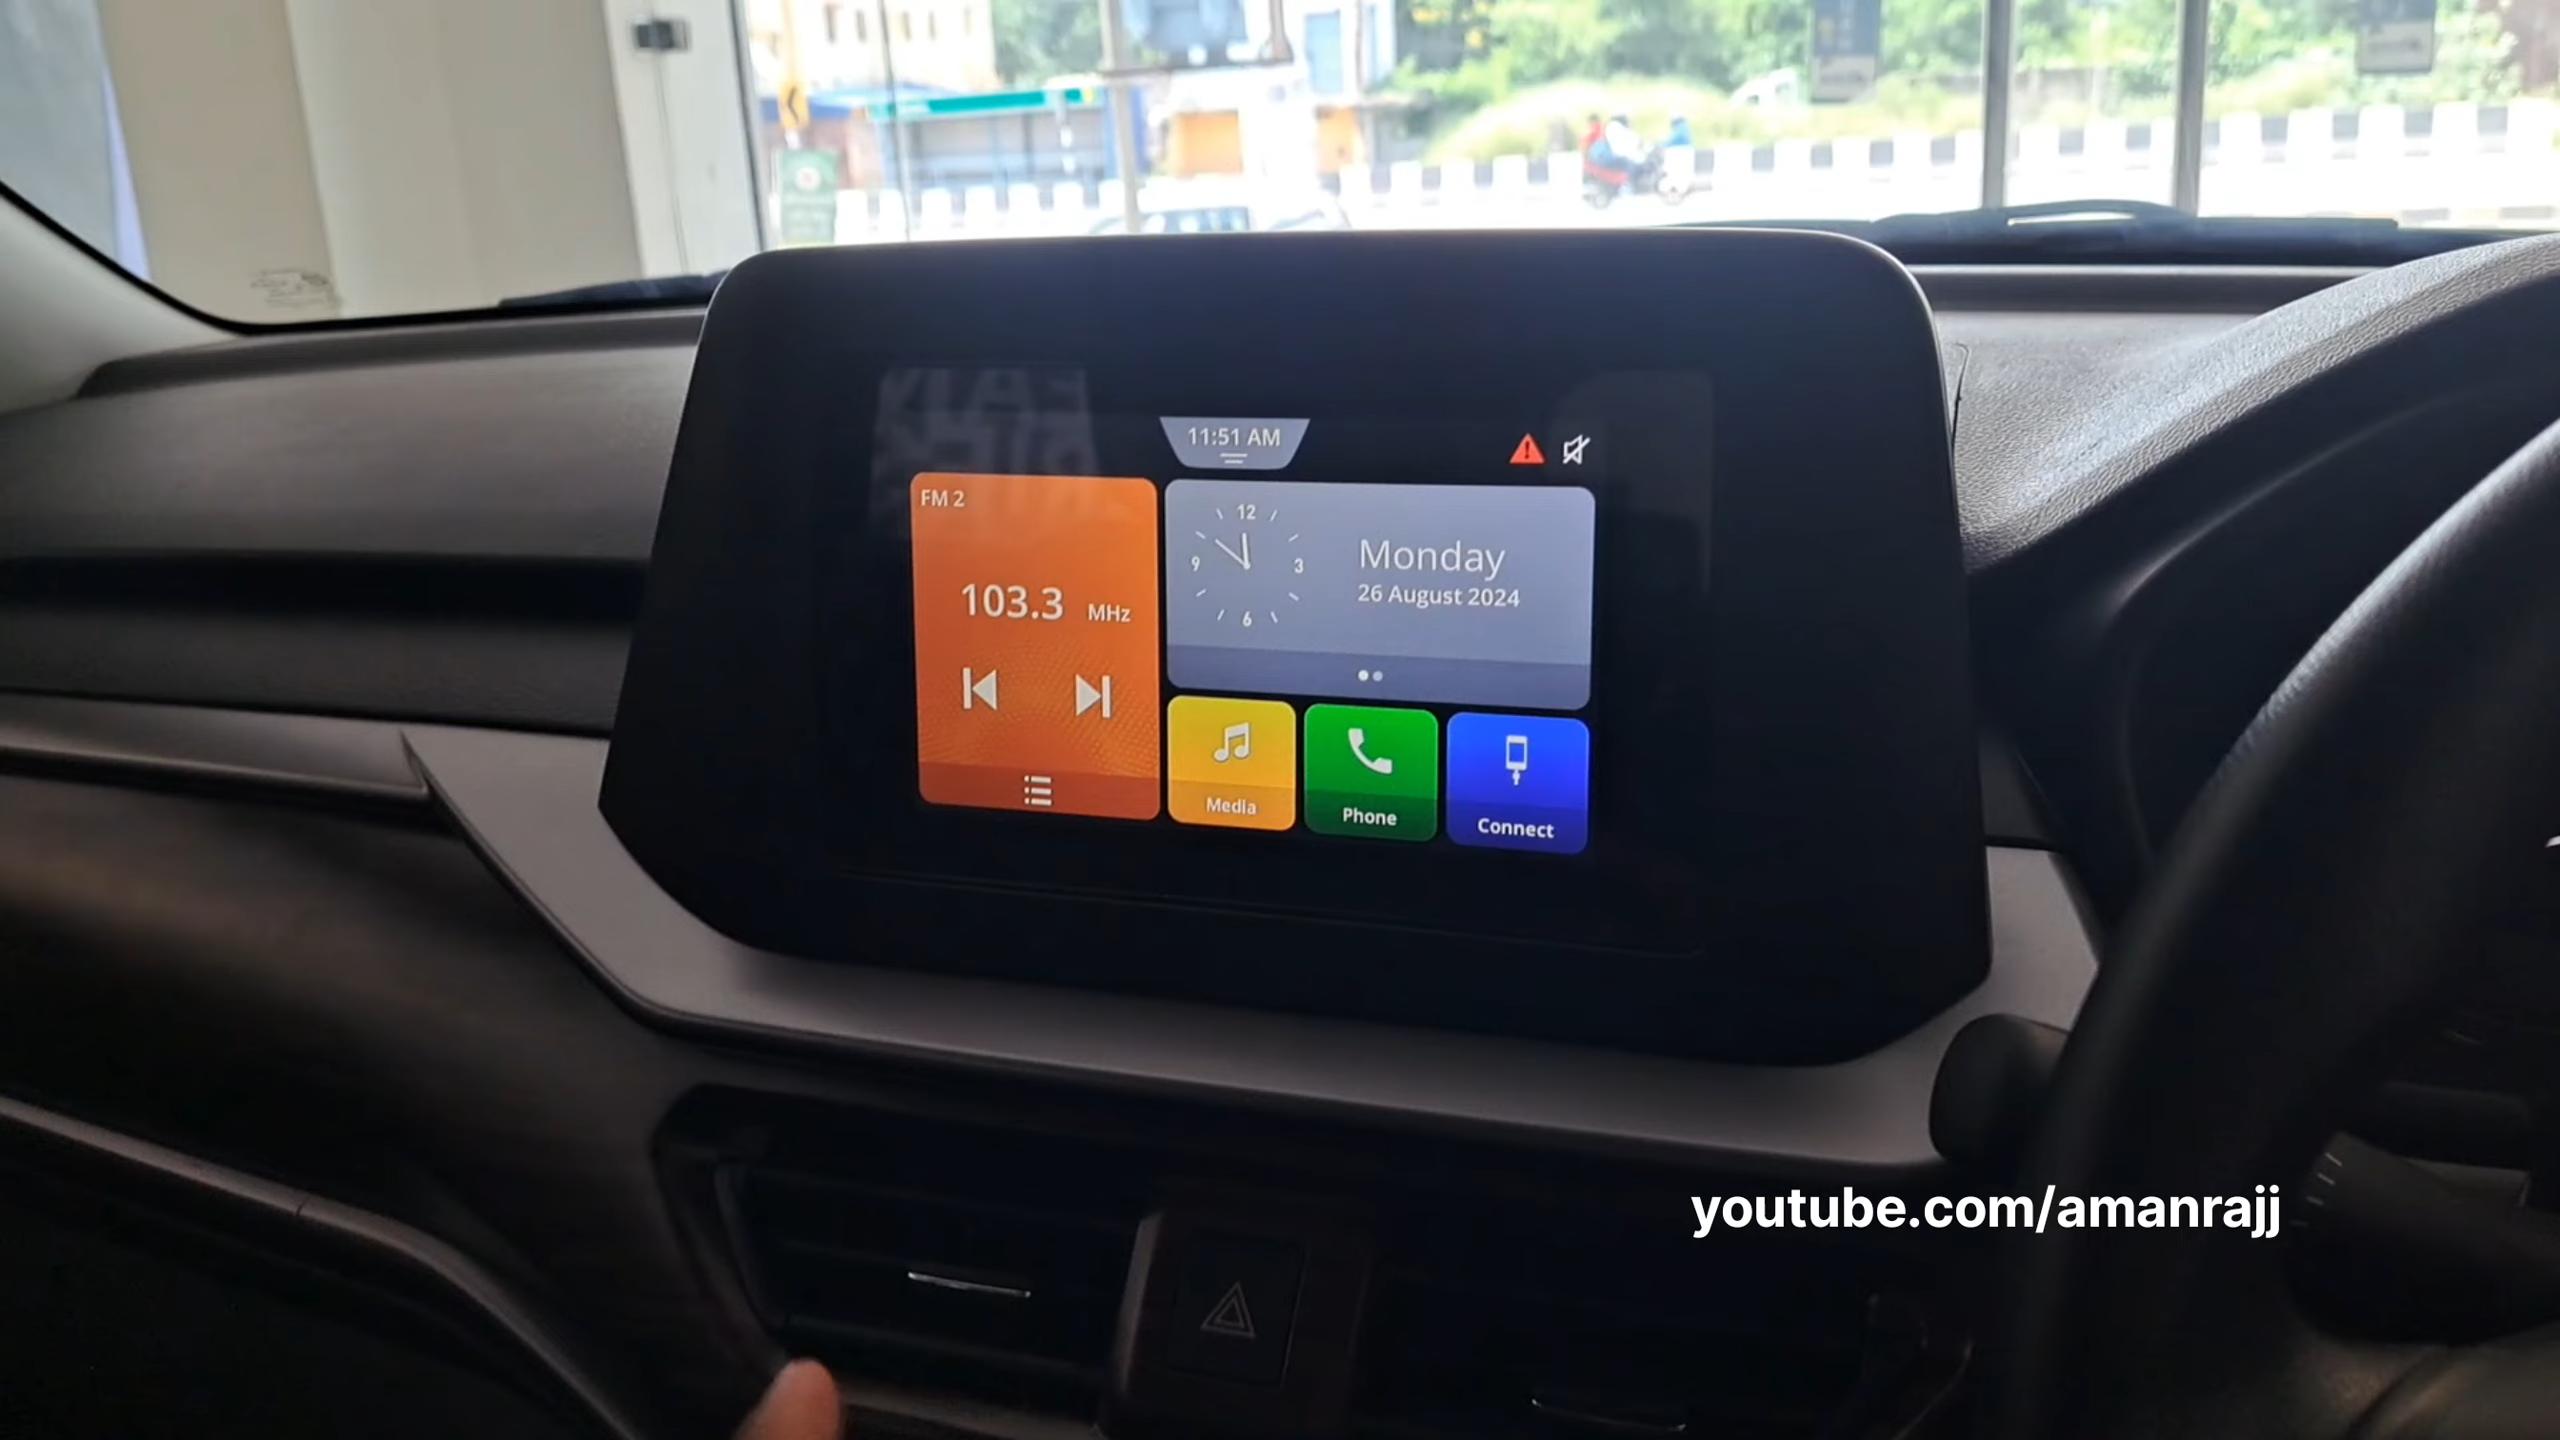 11:51 AM
FM 2
103.3 MHz
12
9
3
6
Monday
26 August 2024
Media
Phone
Connect
youtube.com/amanrajj